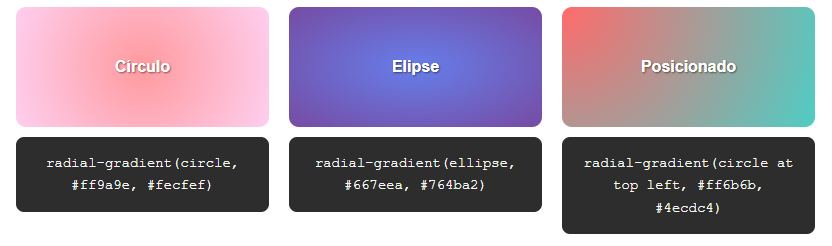 Círculo
radial-gradient(circle,
#ff9a9e, #fecfef)
Elipse
radial-gradient(ellipse,
#667eea, #764ba2)
Posicionado
radial-gradient(circle at
top left, #ff6b6b,
#4ecdc4)